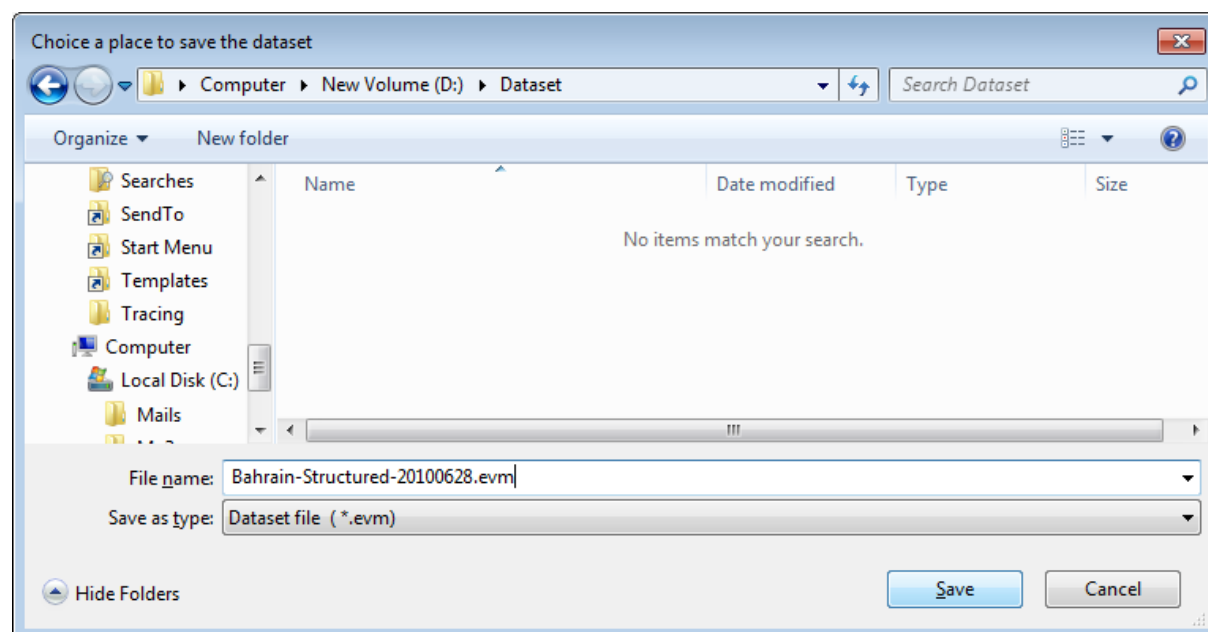 Choice a place to save the dataset
Computer New Volume (D:) Dataset
Search Dataset
Organize New folder
Searches
SendTo
Start Menu
Templates
Tracing
Computer
Local Disk (C:)
Mails
Name Date modified Type Size
No items match your search.
File name: Bahrain-Structured-20100628.evm
Save as type: Dataset file ( *.evm)
Hide Folders
Save Cancel